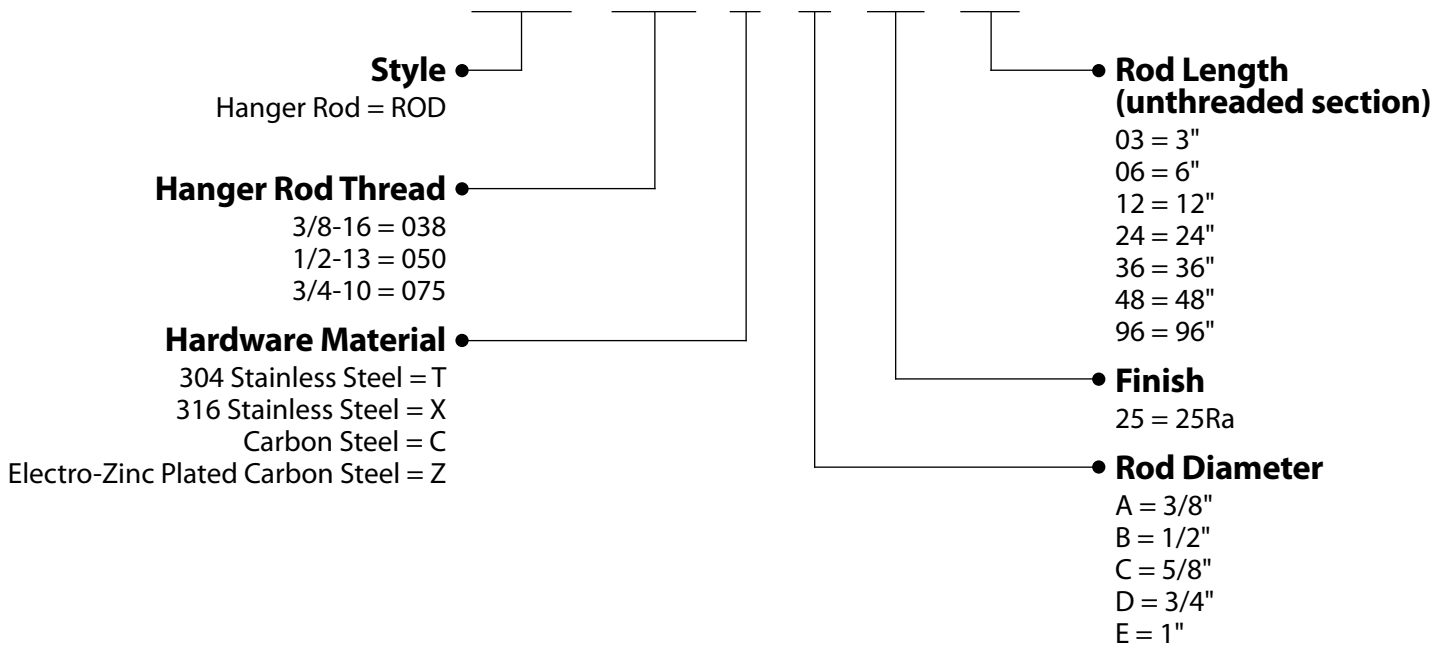 Style
Hanger Rod = ROD
Hanger Rod Thread
3/8-16 = 038
1/2-13 = 050
3/4-10 = 075
Hardware Material
304 Stainless Steel = T
316 Stainless Steel = X
Carbon Steel = C
Electro-Zinc Plated Carbon Steel = Z
Rod Length
(unthreaded section)
03 = 3"
06 = 6"
12 = 12"
24 = 24"
36 = 36"
48 = 48"
96 = 96"
Finish
25 = 25Ra
Rod Diameter
A = 3/8"
B = 1/2"
C = 5/8"
D = 3/4"
E = 1"